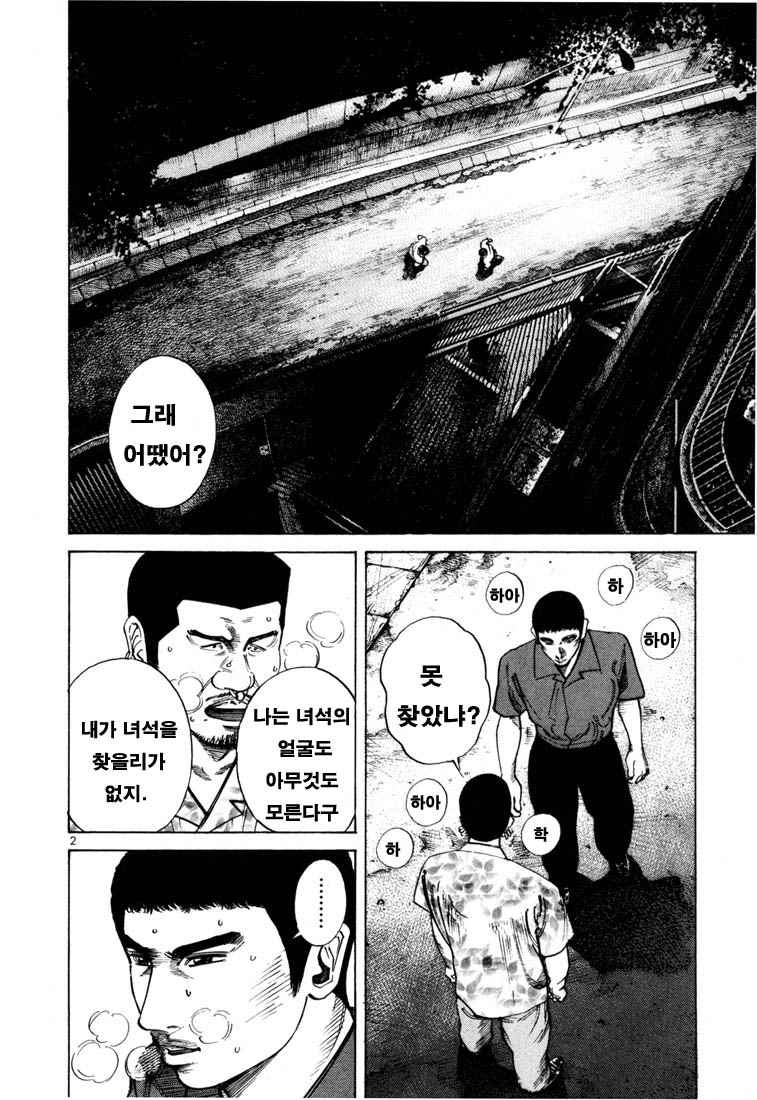 그래
어땠어?
하아
하
하아
못
찾았냐?
하아
하
학
나는 녀석의
얼굴도
아무것도
모른다구
내가 녀석을
찾을리가
없지.
2
………